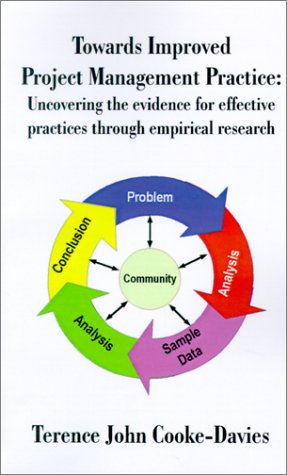 Towards Improved
Project Management Practice:
Uncovering the evidence for effective
practices through empirical research
Problem
Analysis
Sample
Data
Analysis
Conclusion
Community
Terence John Cooke-Davies